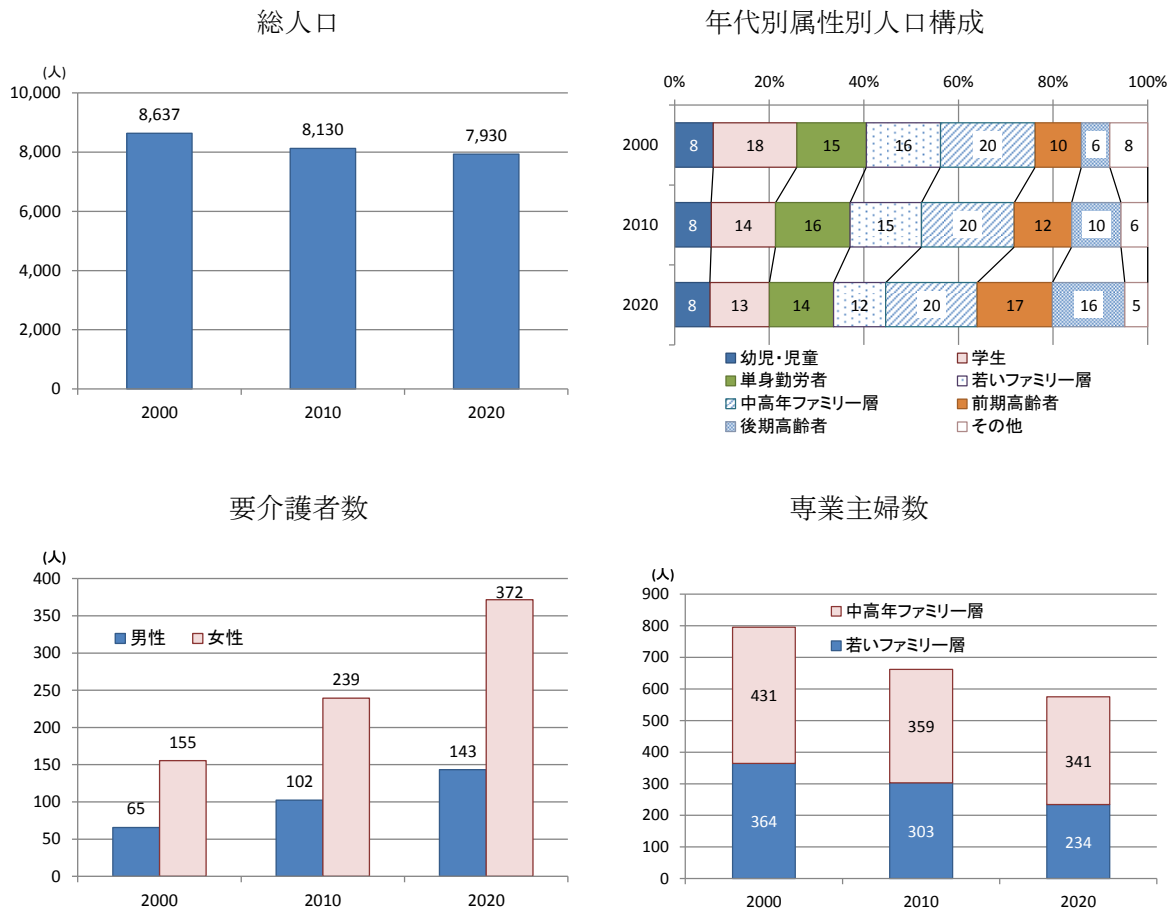 総人口
(人)
10,000
8,000
6,000
4,000
2,000
0
8,637
8,130
7,930
2000
2010
2020
年代別属性別人口構成
0% 20% 40% 60% 80% 100%
2000 8 18 15 16 20 10 6 8
2010 8 14 16 15 20 12 10 6
2020 8 13 14 12 20 17 16 5
幼児・児童 学生
単身勤労者 若いファミリー層
中高年ファミリー層 前期高齢者
後期高齢者 その他
要介護者数
(人)
400
350
300
250
200
150
100
50
0
男性 女性
65
155
102
239
143
372
2000
2010
2020
専業主婦数
(人)
900
800
700
600
500
400
300
200
100
0
中高年ファミリー層
若いファミリー層
431
359
341
364
303
234
2000
2010
2020